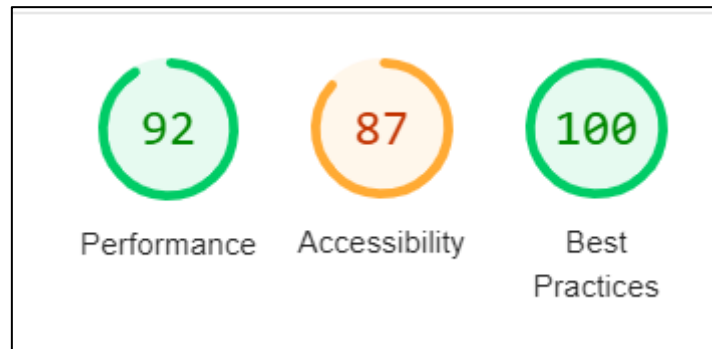 92
87
100
Performance
Accessibility
Best
Practices